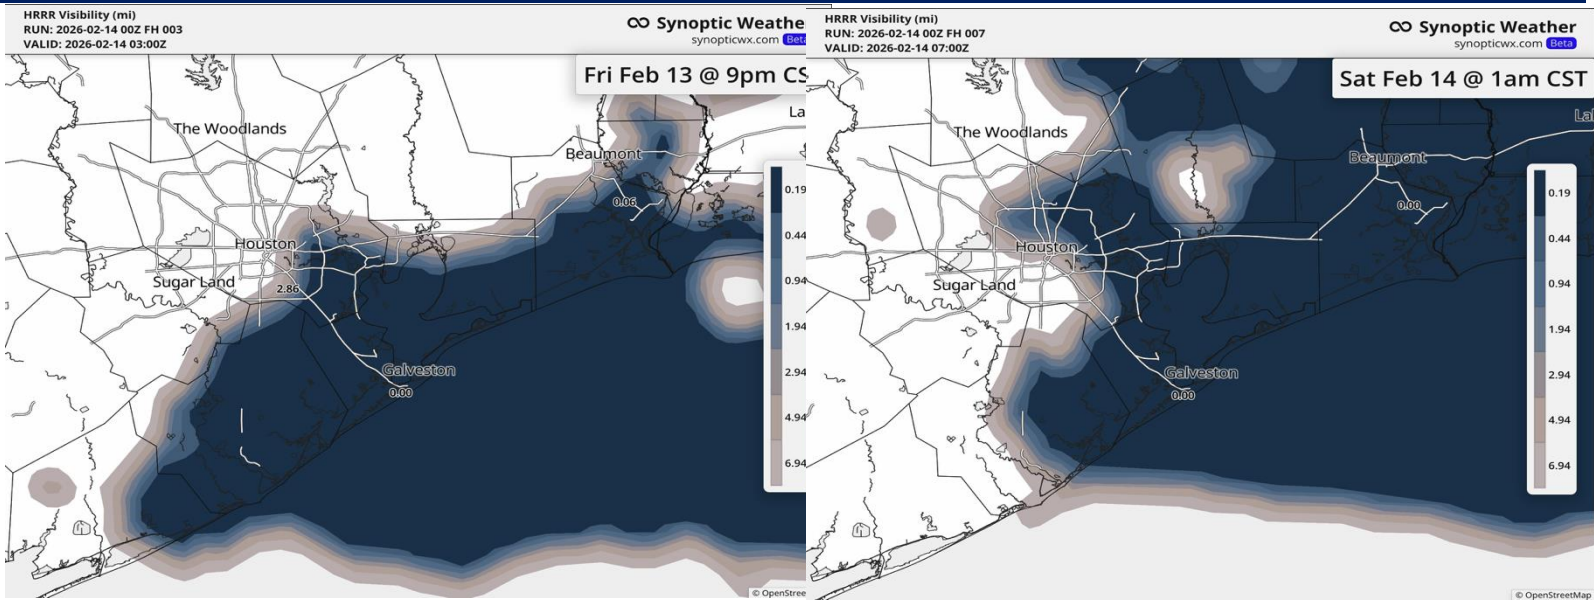 HRRR Visibility (mi)
RUN: 2026-02-14 00Z FH 003
VALID: 2026-02-14 03:00Z
Synoptic Weather
synopticwx.com Beta
Fri Feb 13 @ 9pm CS
The Woodlands
La
Beaumont
0.06
Houston
Sugar Land
2.86
Galveston
0.00
0.19
0.44
0.94
1.94
2.94
4.94
6.94
© OpenStree
HRRR Visibility (mi)
RUN: 2026-02-14 00Z FH 007
VALID: 2026-02-14 07:00Z
Synoptic Weather
synopticwx.com Beta
Sat Feb 14 @ 1am CST
The Woodlands
Lal
Beaumont
0.00
Houston
Sugar Land
Galveston
0.00
0.19
0.44
0.94
1.94
2.94
4.94
6.94
© OpenStreetMap